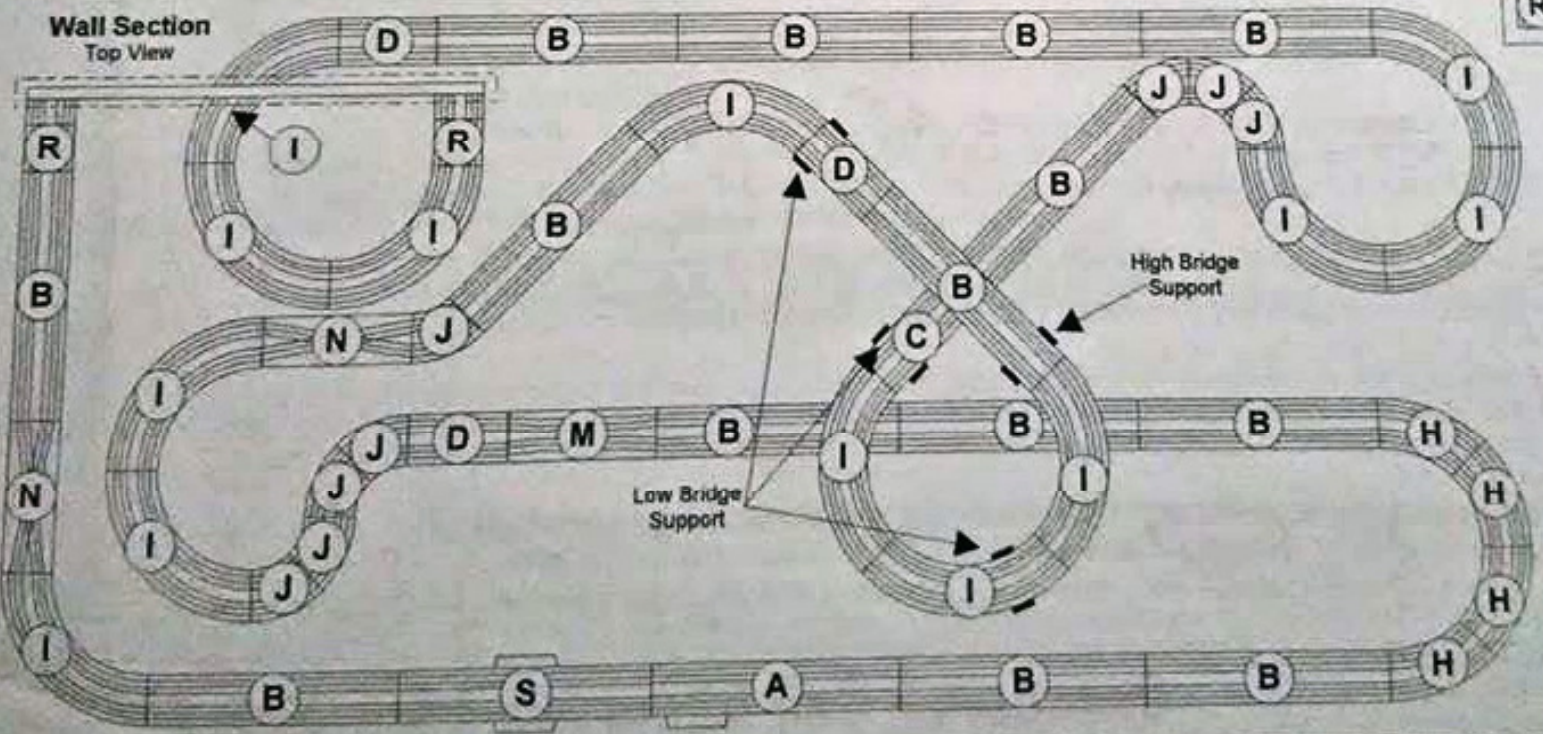 Wall Section
Top View
R
D B B B B
J J J I
R I R
I D B
I I B I I
B High Bridge
Support
B
N J C
I
J D M B B B H
J H
N I I
Low Bridge
Support
I J J I H
I H
B S A B B